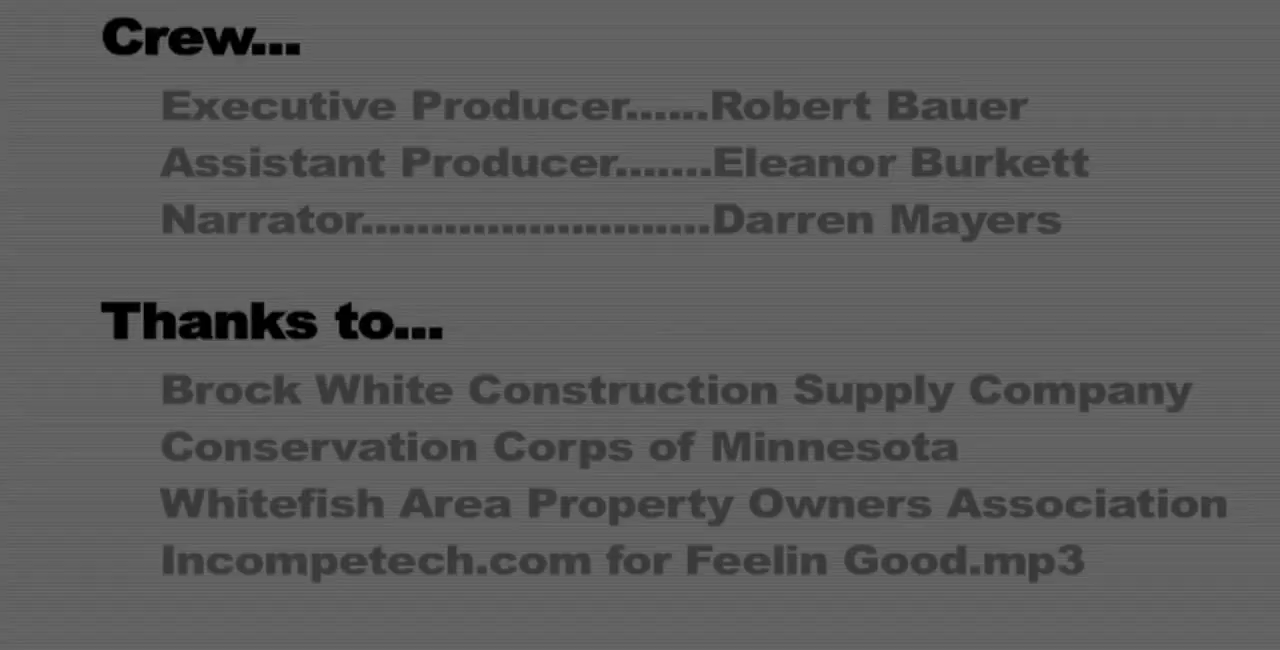 Crew...
Executive Producer......Robert Bauer
Assistant Producer.......Eleanor Burkett
Narrator.........................Darren Mayers
Thanks to...
Brock White Construction Supply Company
Conservation Corps of Minnesota
Whitefish Area Property Owners Association
Incompetech.com for Feelin Good.mp3